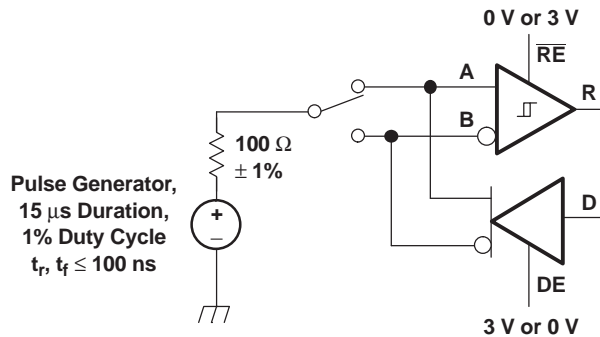 0 V or 3 V
RE
A
R
B
100 Ω
± 1%
Pulse Generator,
15 μs Duration,
1% Duty Cycle
tr, tf ≤ 100 ns
+
–
D
DE
3 V or 0 V